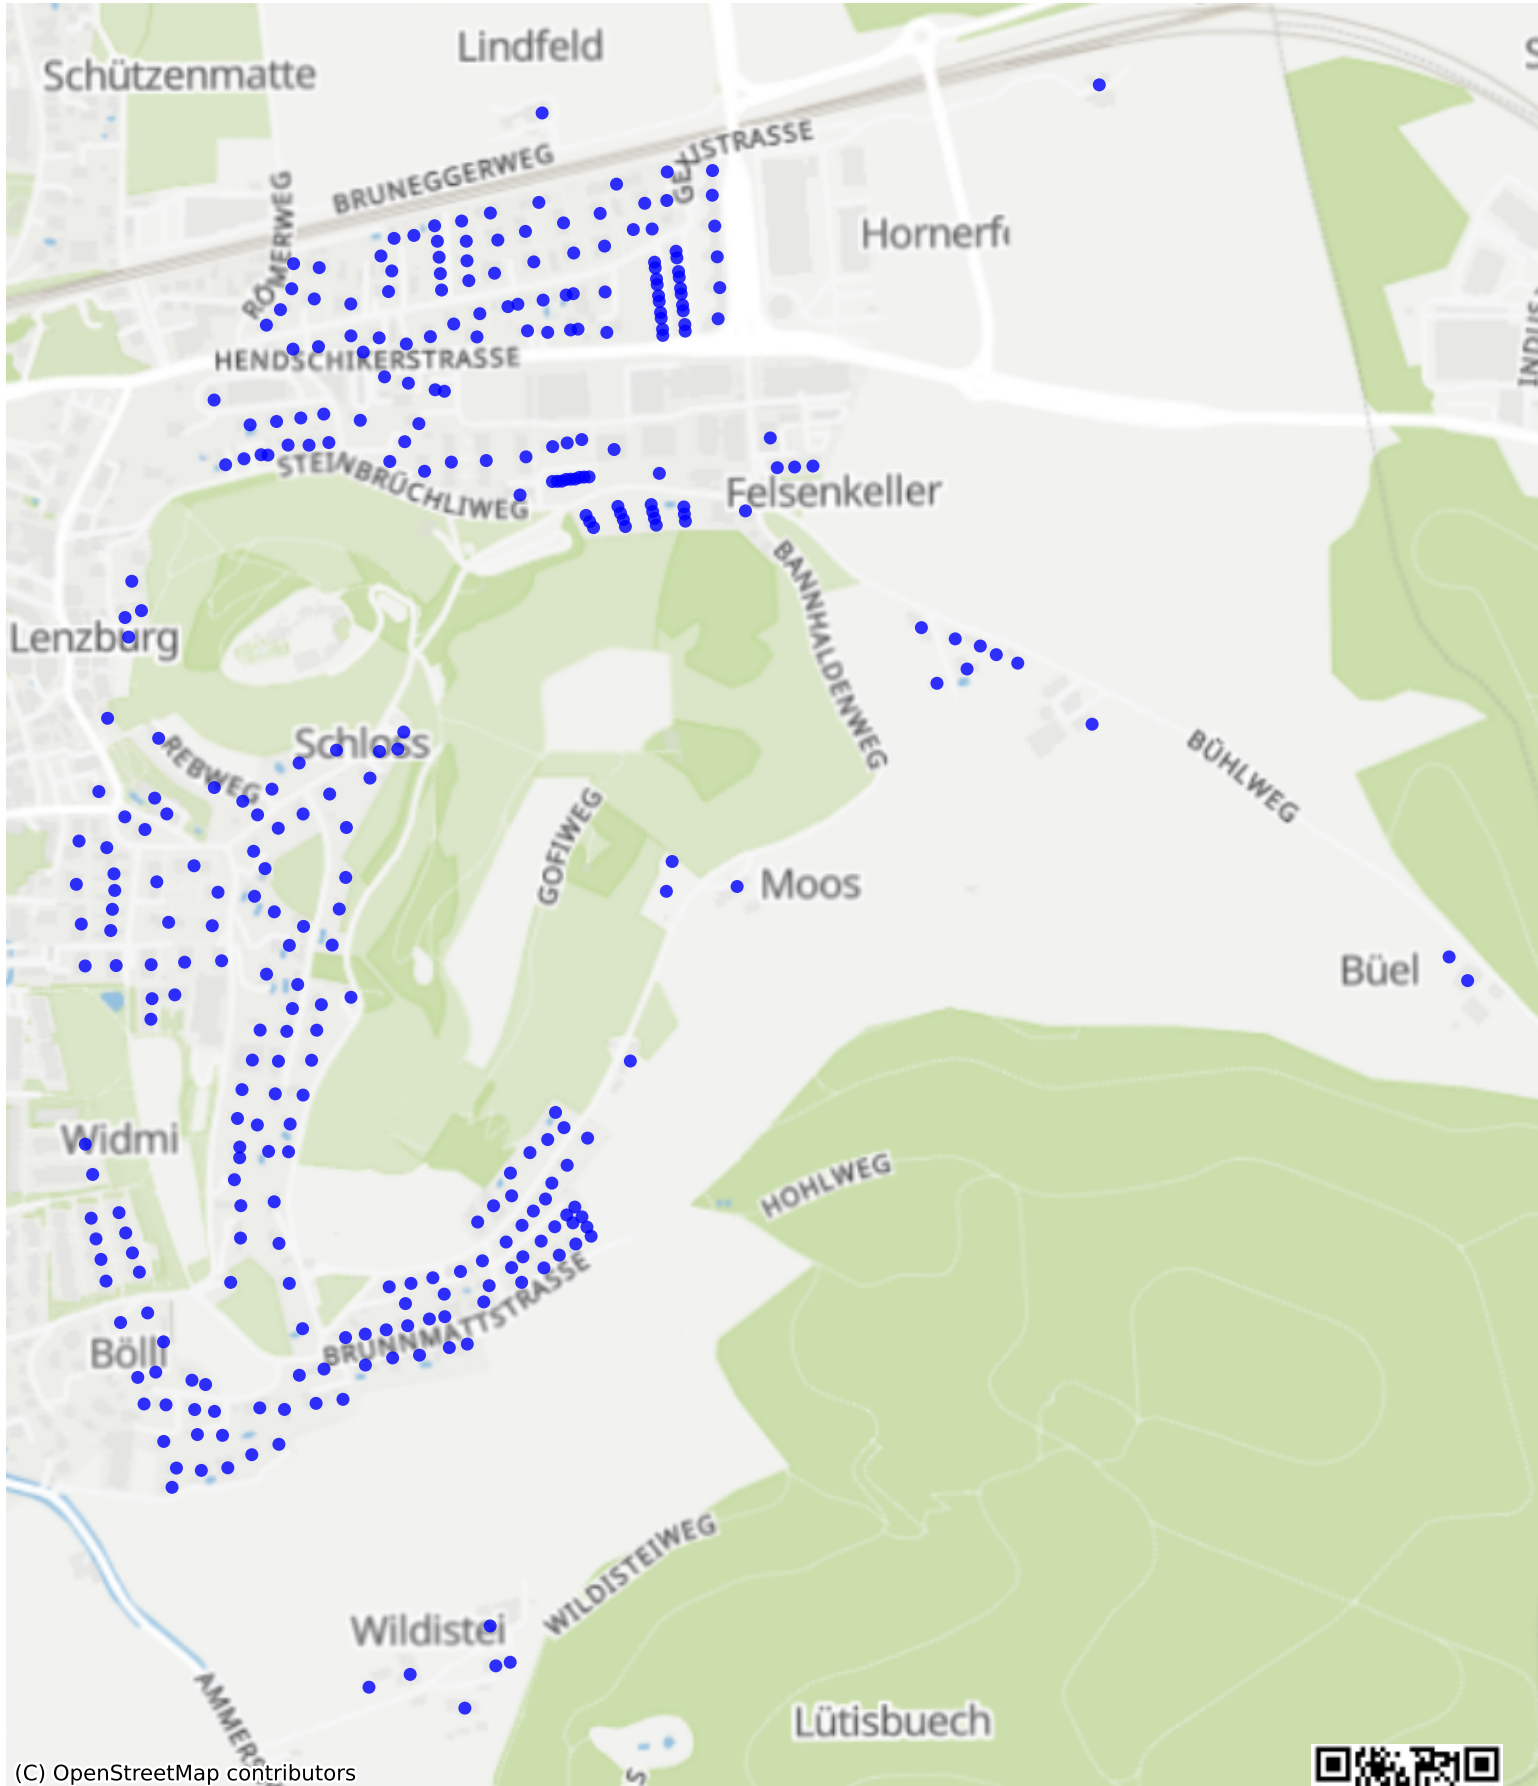 Lindfeld
Schützenmatte
BRUNEGGERWEG
RÖMERWEG
Hornerf
HENDSCHIKERSTRASSE
STEINBRÜCHLIWEG
Felsenkeller
BANNHALDENWEG
Lenzburg
Schloss
REBWEG
BÜHLWEG
GOFIWEG
Moos
Büel
Widmi
HOHLWEG
BRUNNMATTSTRASSE
Bölli
WILDISTEIWEG
Wildistei
Lütisbuech
(C) OpenStreetMap contributors